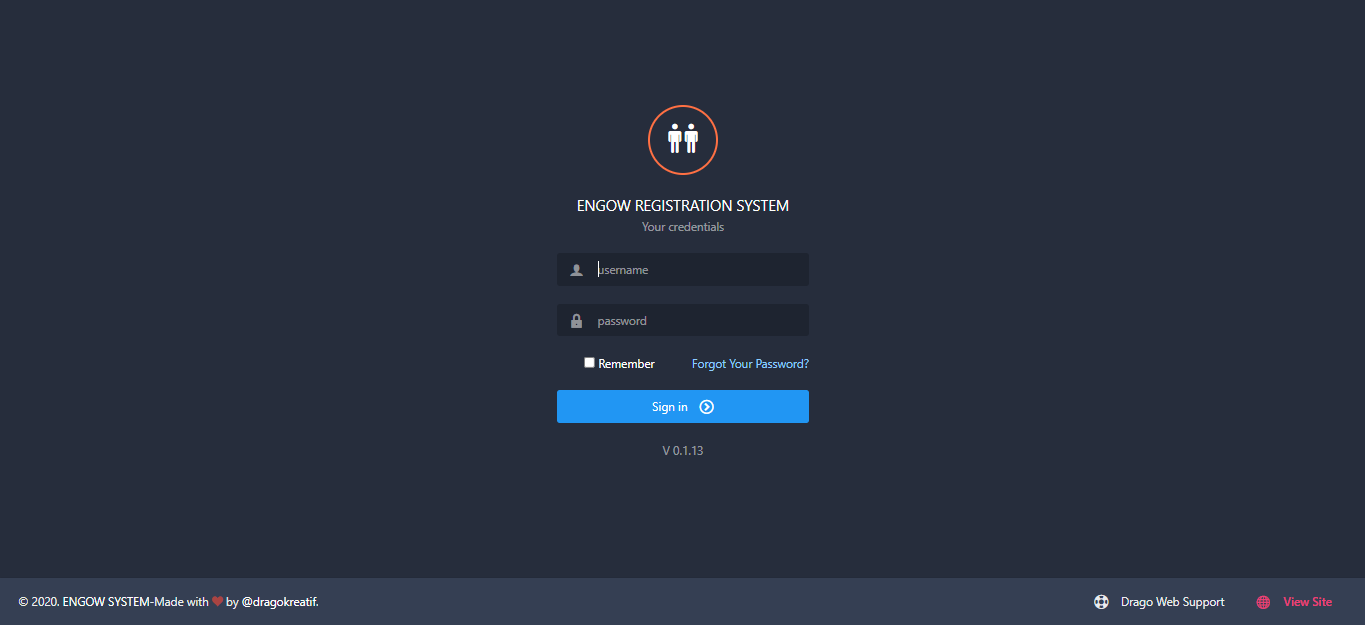 ENGOW REGISTRATION SYSTEM
Your credentials
username
password
Remember Forgot Your Password?
Sign in
V 0.1.13
© 2020. ENGOW SYSTEM-Made with ❤ by @dragokreatif. Drago Web Support View Site